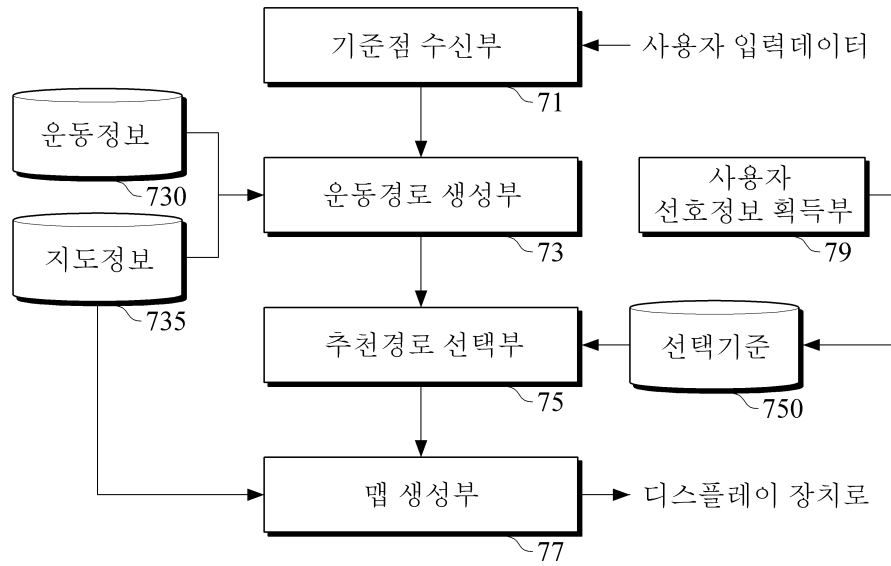 기준점 수신부
사용자 입력데이터
71
운동정보
730
운동경로 생성부
73
사용자
선호정보 획득부
79
지도정보
735
추천경로 선택부
75
선택기준
750
맵 생성부
77
디스플레이 장치로